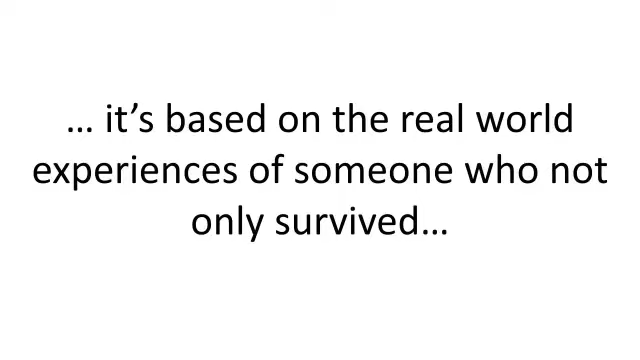 … it’s based on the real world
experiences of someone who not
only survived…